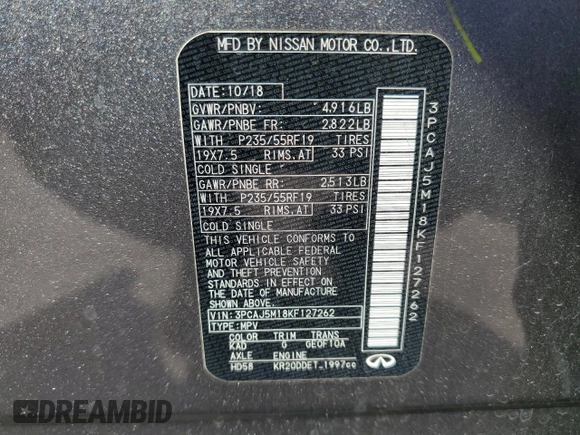 MFD BY NISSAN MOTOR CO.,LTD.
DATE: 10/18
GVWR/PNBV: 4,916LB
GAWR/PNBE FR: 2,822LB
WITH P235/55RF19 TIRES
19X7.5 RIMS.AT 33 PSI
COLD SINGLE
GAWR/PNBE RR: 2,513LB
WITH P235/55RF19 TIRES
19X7.5 RIMS.AT 33 PSI
COLD SINGLE
THIS VEHICLE CONFORMS TO
ALL APPLICABLE FEDERAL
MOTOR VEHICLE SAFETY
AND THEFT PREVENTION
STANDARDS IN EFFECT ON
THE DATE OF MANUFACTURE
SHOWN ABOVE.
VIN: 3PCAJ5M18KF127262
TYPE: MPV
COLOR TRIM TRANS
KAD G GEOF10A
AXLE ENGINE
HD58 KR20DDET 1997cc
INFINITI
3PCAJ5M18KF127262
DREAMBID
DREAMBID